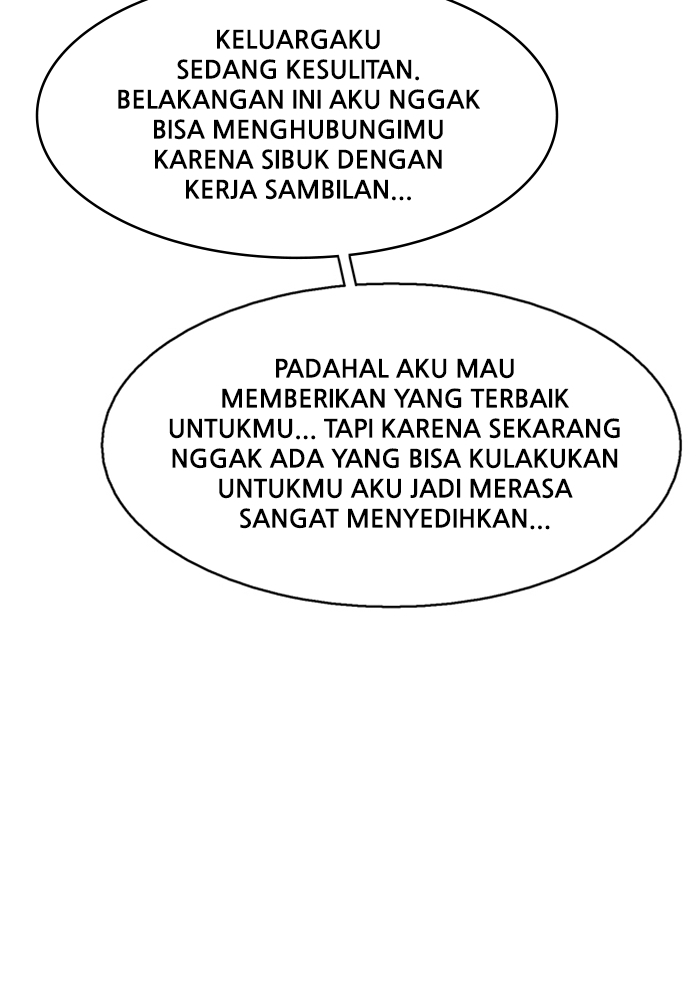 KELUARGAKU
SEDANG KESULITAN.
BELAKANGAN INI AKU NGGAK
BISA MENGHUBUNGIMU
KARENA SIBUK DENGAN
KERJA SAMBILAN...
PADAHAL AKU MAU
MEMBERIKAN YANG TERBAIK
UNTUKMU... TAPI KARENA SEKARANG
NGGAK ADA YANG BISA KULAKUKAN
UNTUKMU AKU JADI MERASA
SANGAT MENYEDIHKAN...